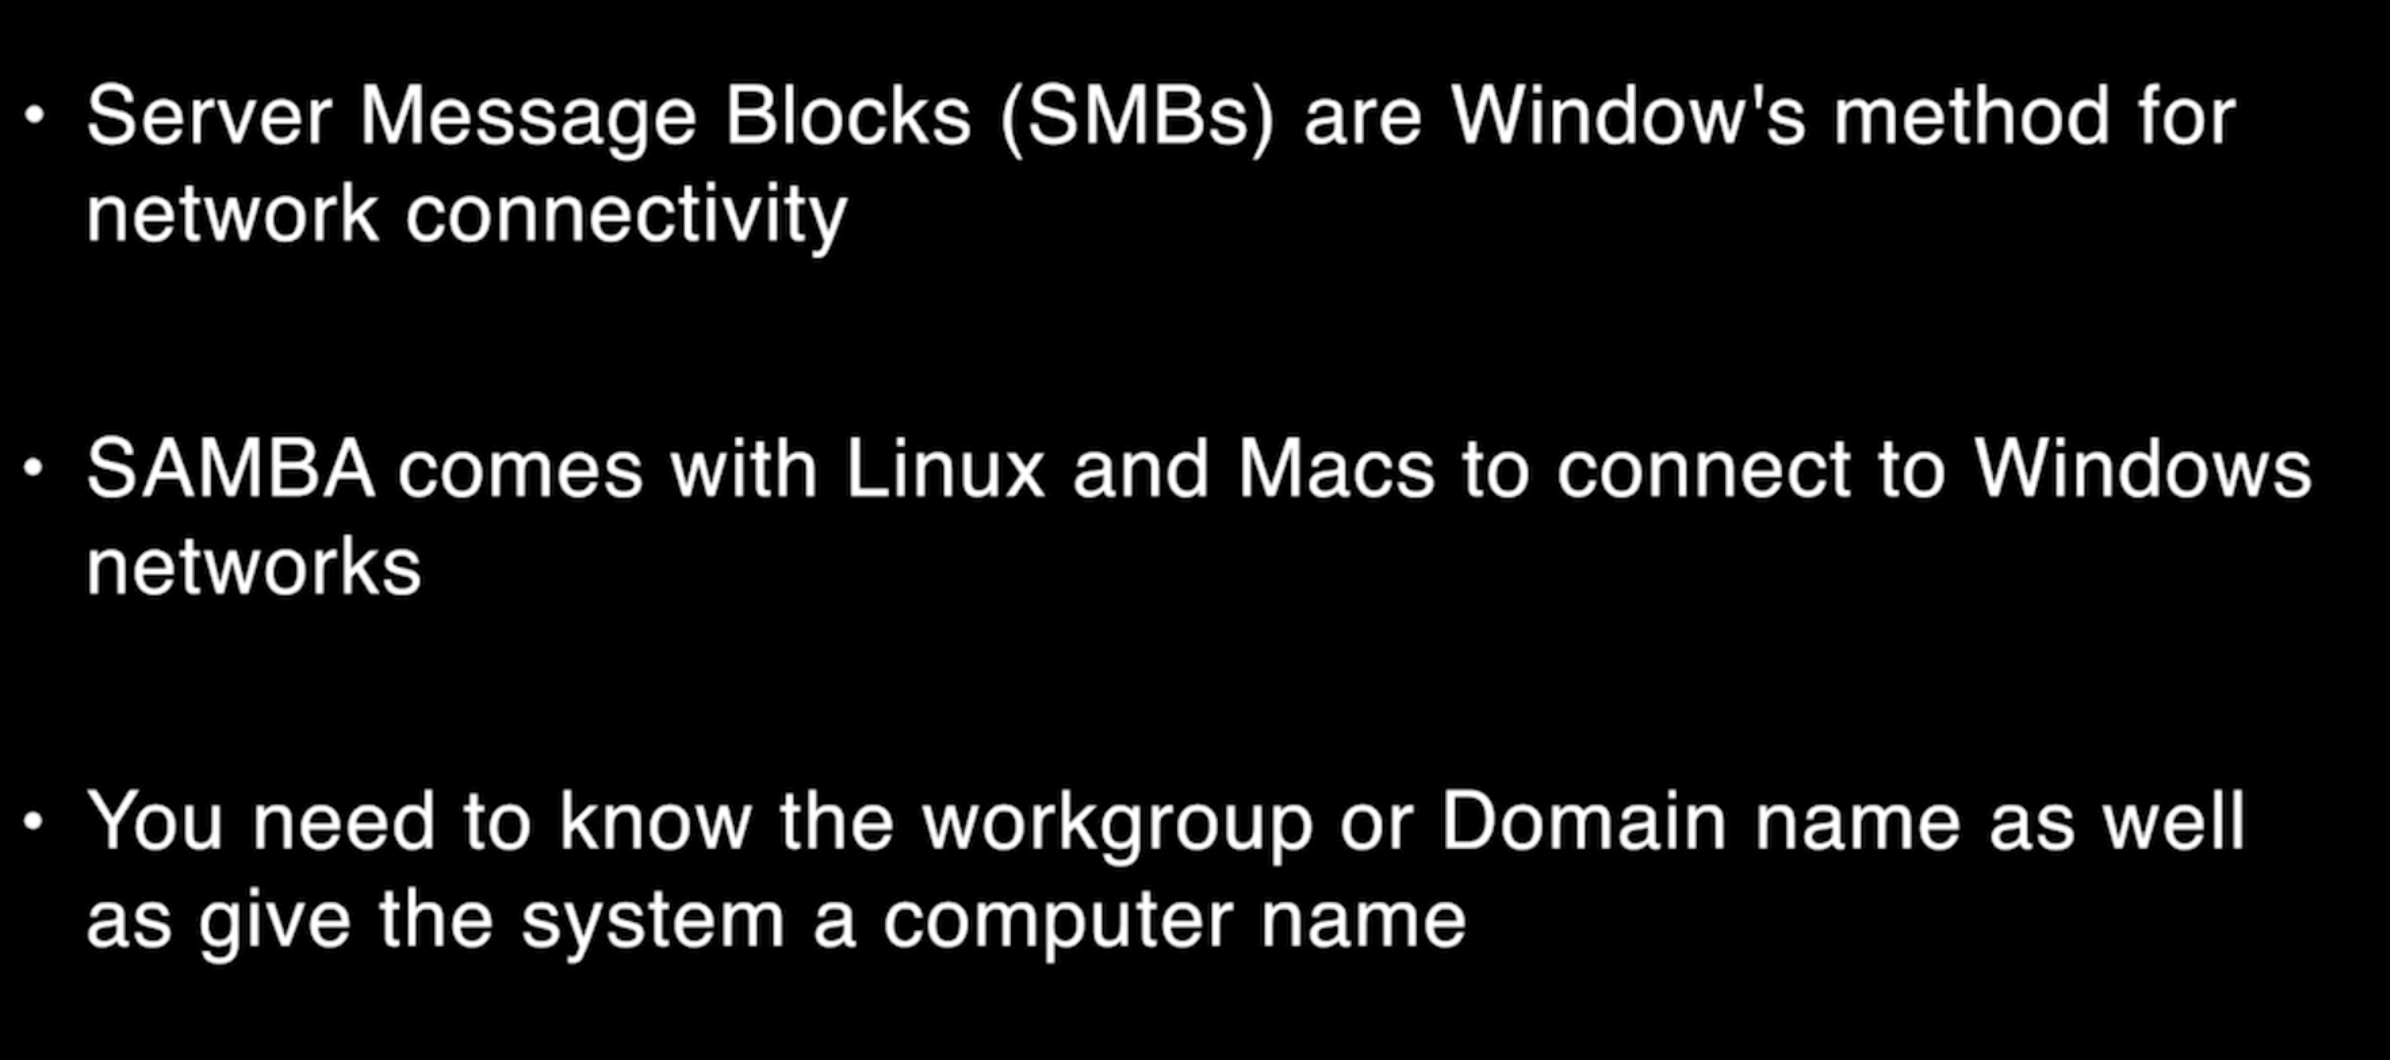 • Server Message Blocks (SMBs) are Window's method for
network connectivity
• SAMBA comes with Linux and Macs to connect to Windows
networks
• You need to know the workgroup or Domain name as well
as give the system a computer name